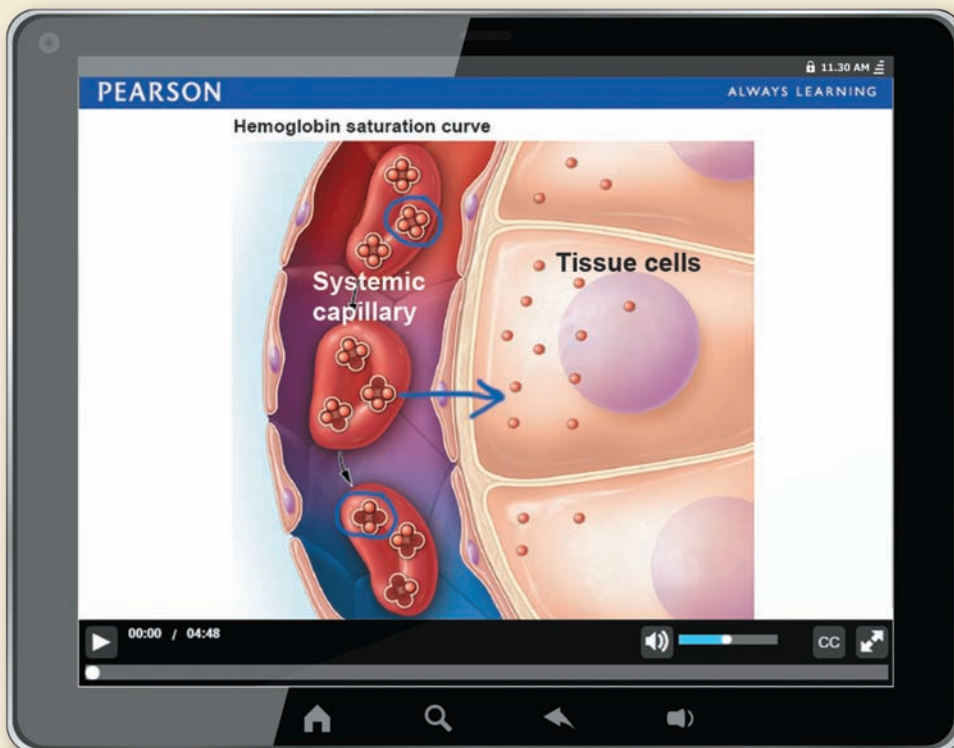 11.30 AM
PEARSON
ALWAYS LEARNING
Hemoglobin saturation curve
Systemic
capillary
Tissue cells
00:00 / 04:48
CC